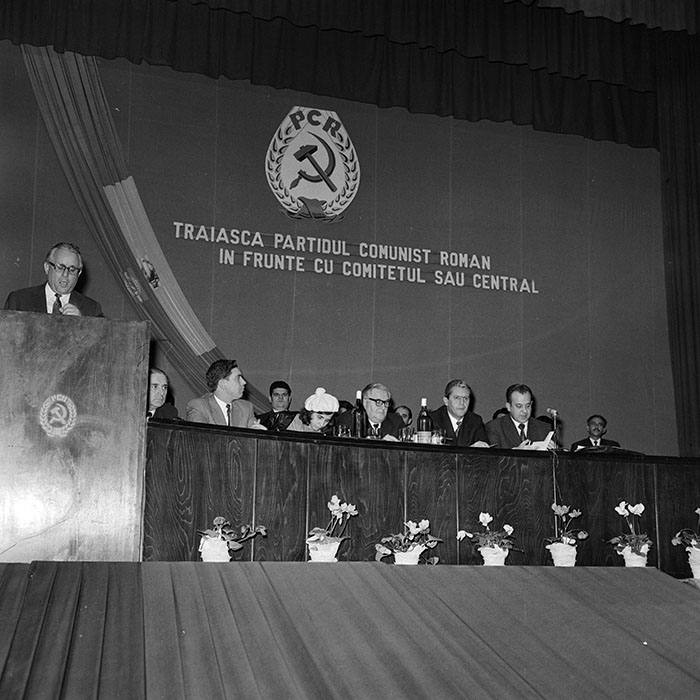 PCR
TRAIASCA PARTIDUL COMUNIST ROMAN
IN FRUNTE CU COMITETUL SAU CENTRAL